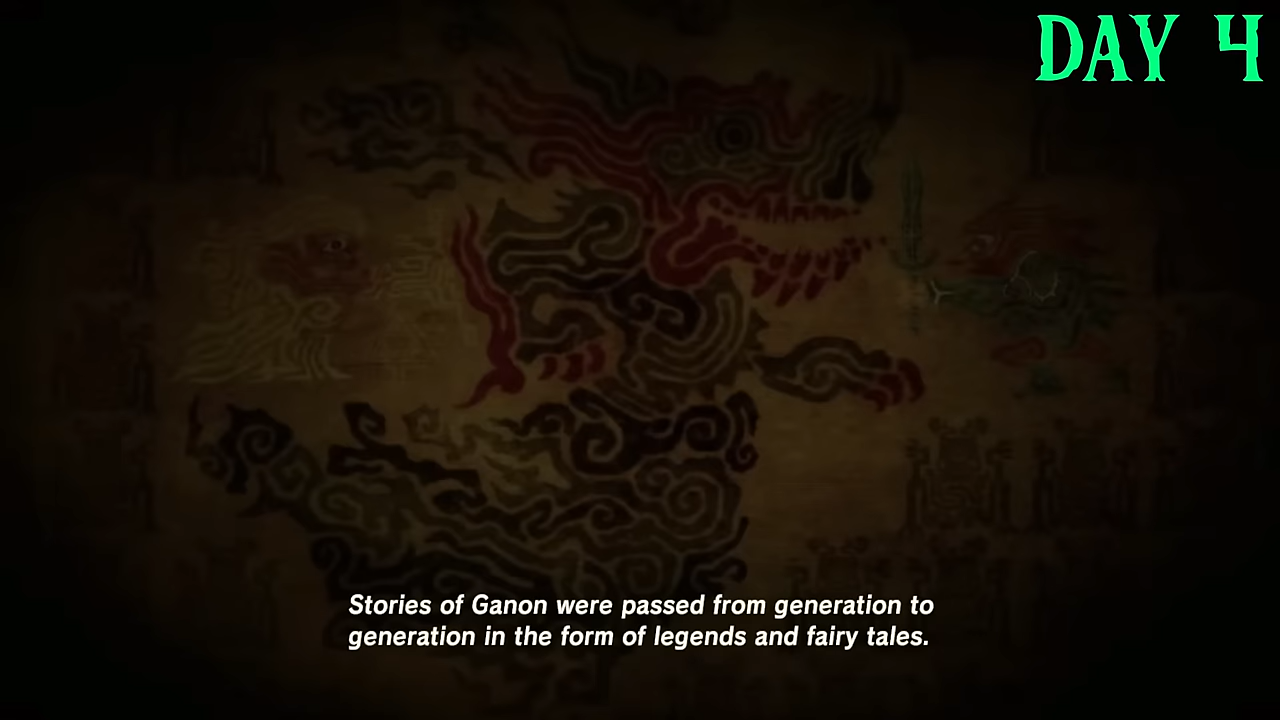 DAY 4
Stories of Ganon were passed from generation to
generation in the form of legends and fairy tales.